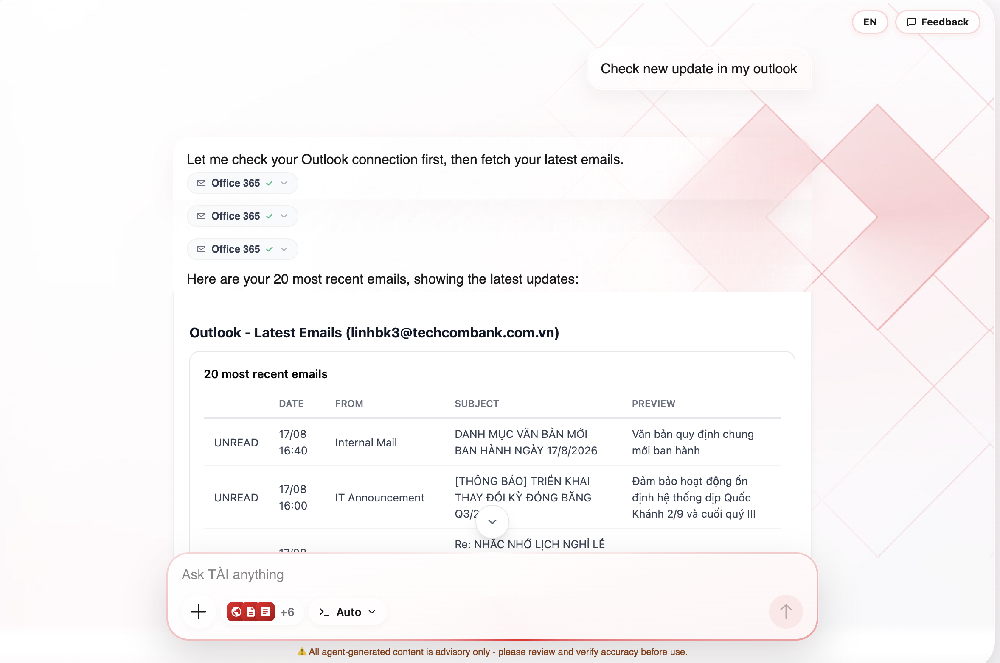 EN
Feedback
Check new update in my outlook
Let me check your Outlook connection first, then fetch your latest emails.
Office 365
Office 365
Office 365
Here are your 20 most recent emails, showing the latest updates:
Outlook - Latest Emails (linhbk3@techcombank.com.vn)
20 most recent emails
DATE FROM SUBJECT PREVIEW
UNREAD
17/08
16:40
Internal Mail
DANH MỤC VĂN BẢN MỚI
BAN HÀNH NGÀY 17/8/2026
Văn bản quy định chung
mới ban hành
UNREAD
17/08
16:00
IT Announcement
[THÔNG BÁO] TRIỂN KHAI
THAY ĐỔI KỲ ĐÓNG BĂNG
Q3/2
Đảm bảo hoạt động ổn
định hệ thống dịp Quốc
Khánh 2/9 và cuối quý III
17/08
Re: NHẮC NHỚ LỊCH NGHỈ LỄ
Ask TÀI anything
+6
>_ Auto
All agent-generated content is advisory only - please review and verify accuracy before use.